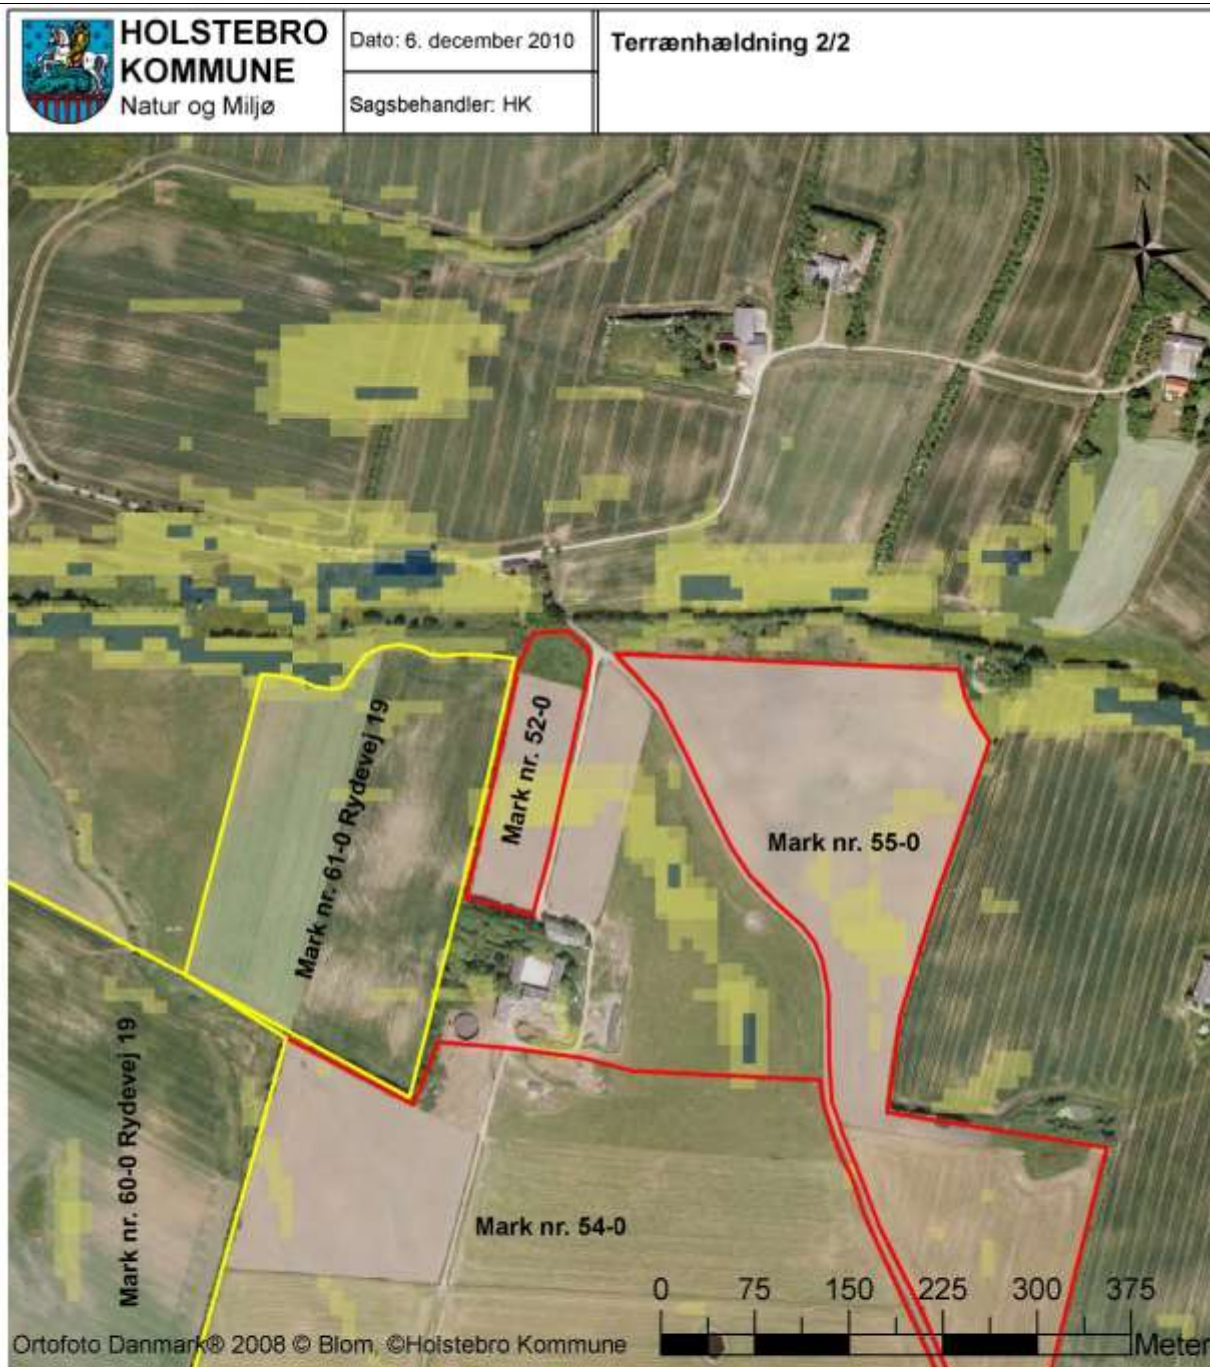 HOLSTEBRO
KOMMUNE
Natur og Miljø
Dato: 6. december 2010
Sagsbehandler: HK
Terrænhældning 2/2
N
Mark nr. 52-0
Mark nr. 61-0 Rydevej 19
Mark nr. 55-0
Mark nr. 60-0 Rydevej 19
Mark nr. 54-0
0 75 150 225 300 375
Meter
Ortofoto Danmark® 2008 © Blom, ©Holstebro Kommune